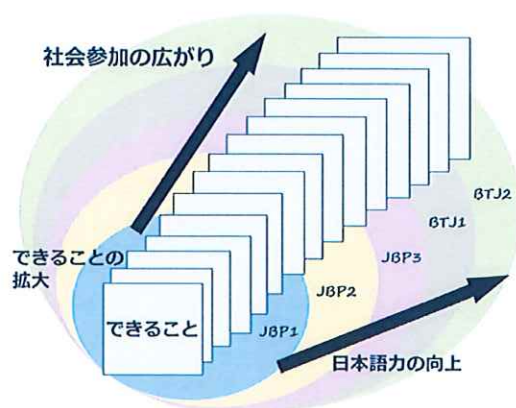 社会参加の広がり
できることの
拡大
できること
JBP1
JBP2
JBP3
BTJ1
BTJ2
日本語力の向上